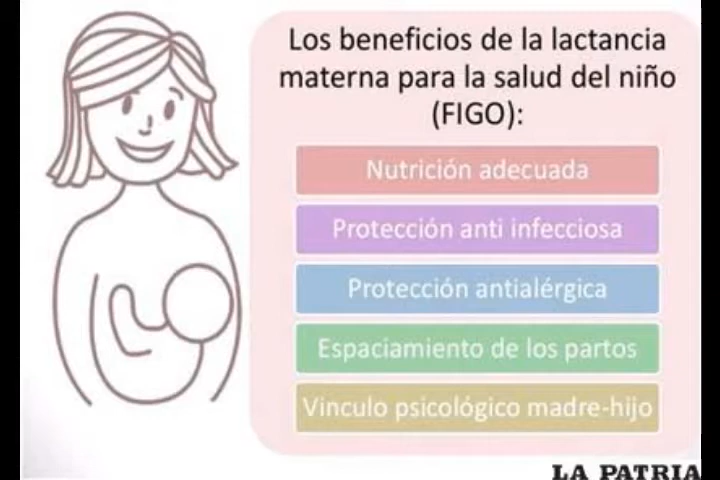 Los beneficios de la lactancia
materna para la salud del niño
(FIGO):
Nutrición adecuada
Protección anti infecciosa
Protección antialérgica
Espaciamiento de los partos
Vinculo psicológico madre-hijo
LA PATRIA